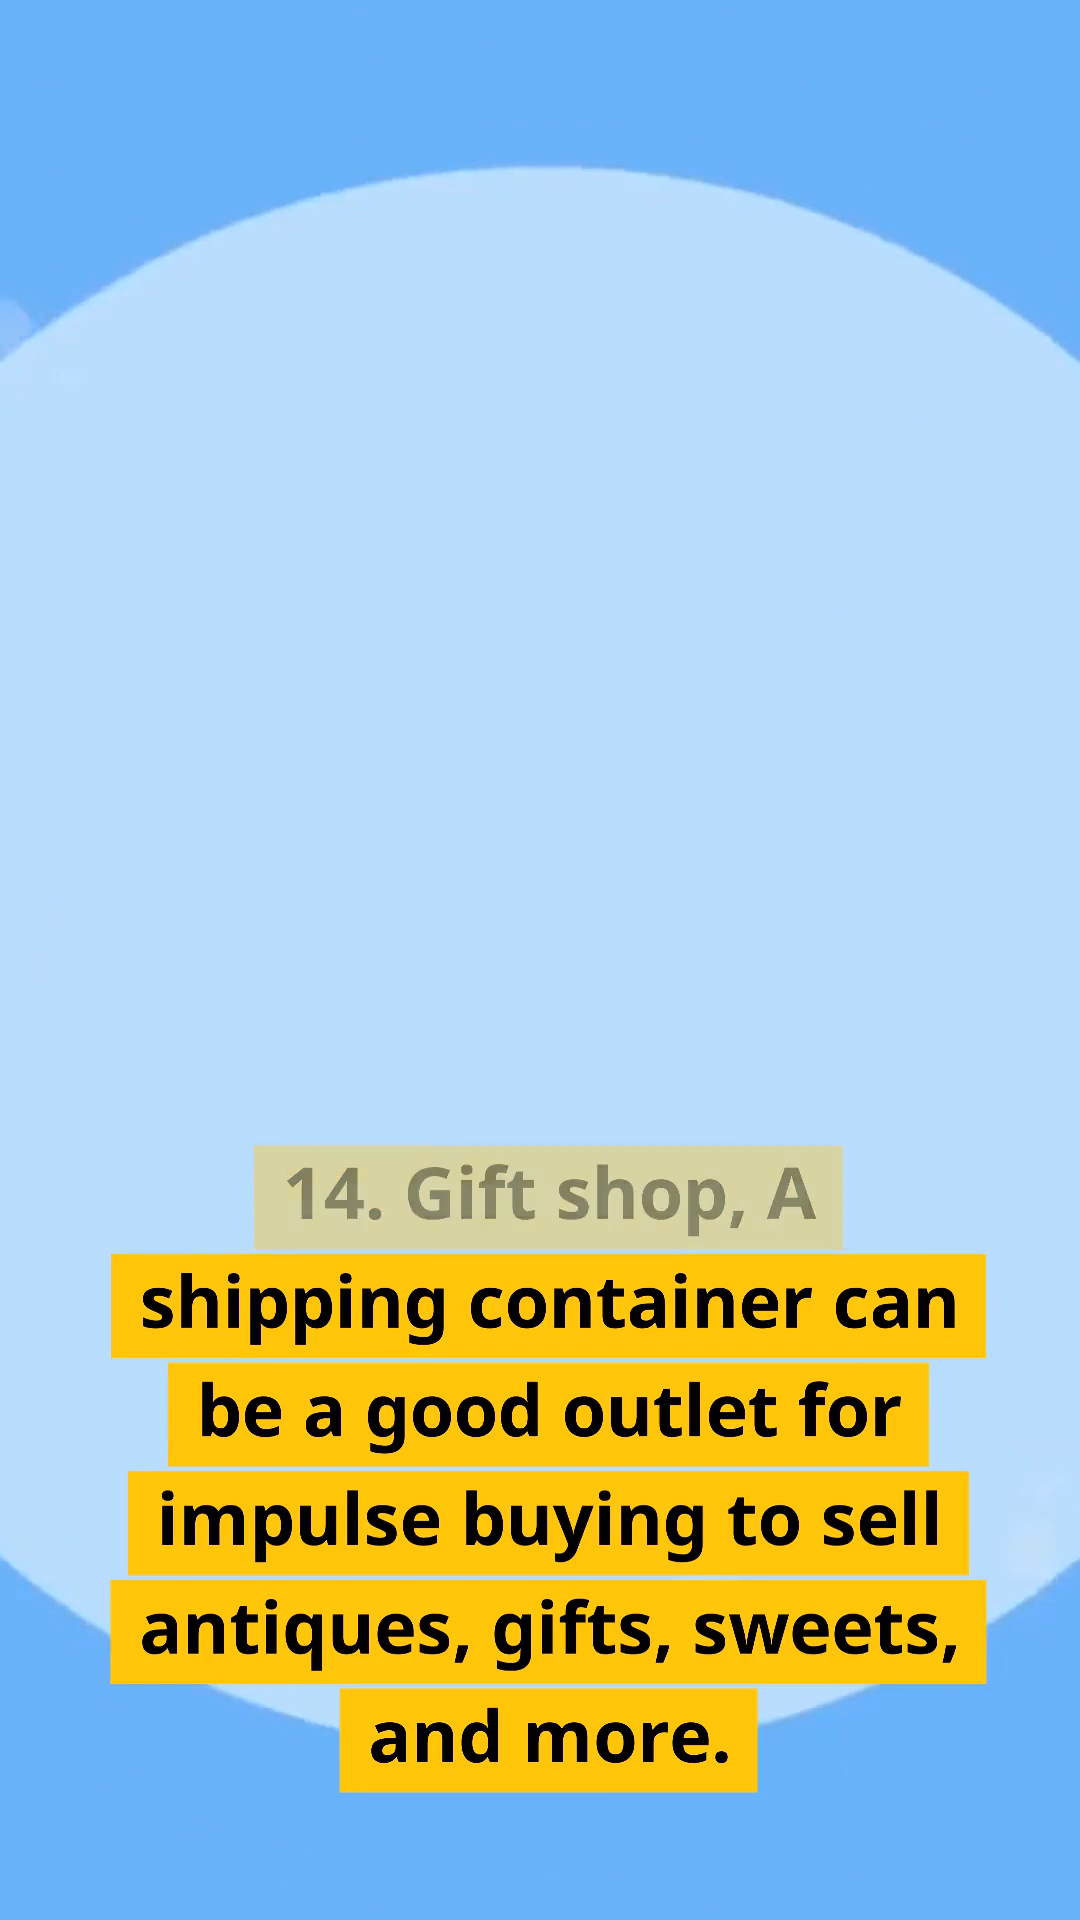 14. Gift shop, A
shipping container can
be a good outlet for
impulse buying to sell
antiques, gifts, sweets,
and more.